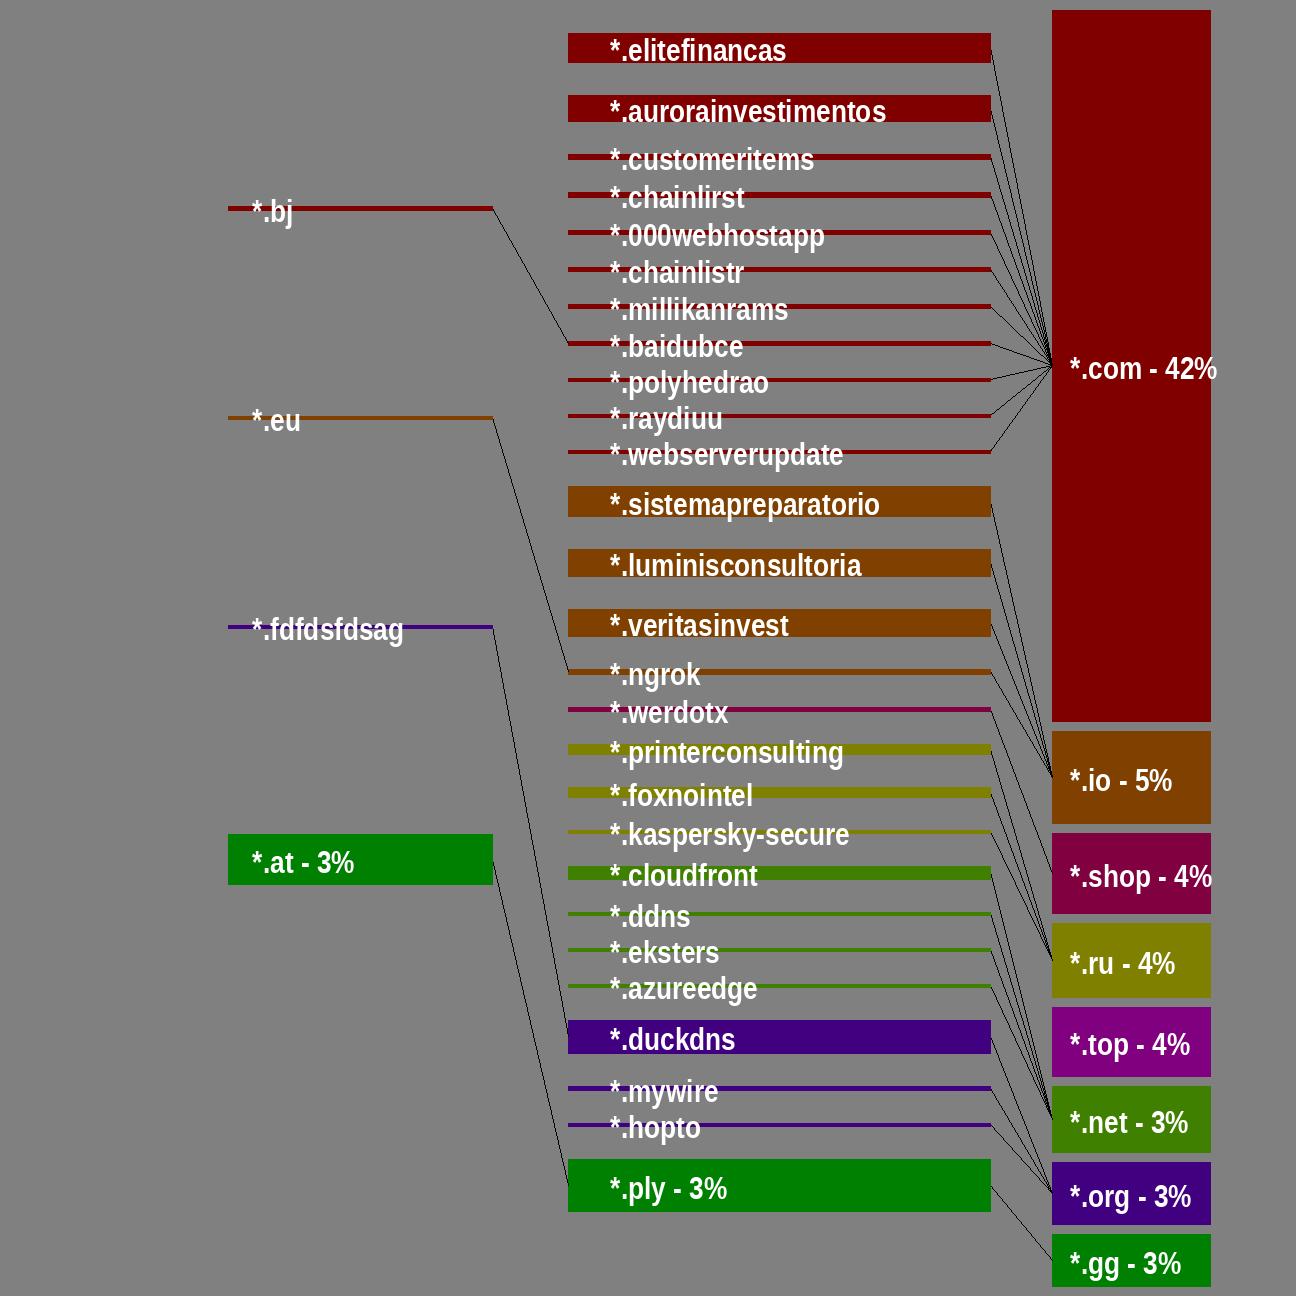 *.bj
*.eu
*.fdfdsfdsag
*.at - 3%
*.elitefinancas
*.aurorainvestimentos
*.customeritems
*.chainlirst
*.000webhostapp
*.chainlistr
*.millikanrams
*.baidubce
*.polyhedrao
*.raydiuu
*.webserverupdate
*.sistemapreparatorio
*.luminisconsultoria
*.veritasinvest
*.ngrok
*.werdotx
*.printerconsulting
*.foxnointel
*.kaspersky-secure
*.cloudfront
*.ddns
*.eksters
*.azureedge
*.duckdns
*.mywire
*.hopto
*.ply - 3%
*.com - 42%
*.io - 5%
*.shop - 4%
*.ru - 4%
*.top - 4%
*.net - 3%
*.org - 3%
*.gg - 3%